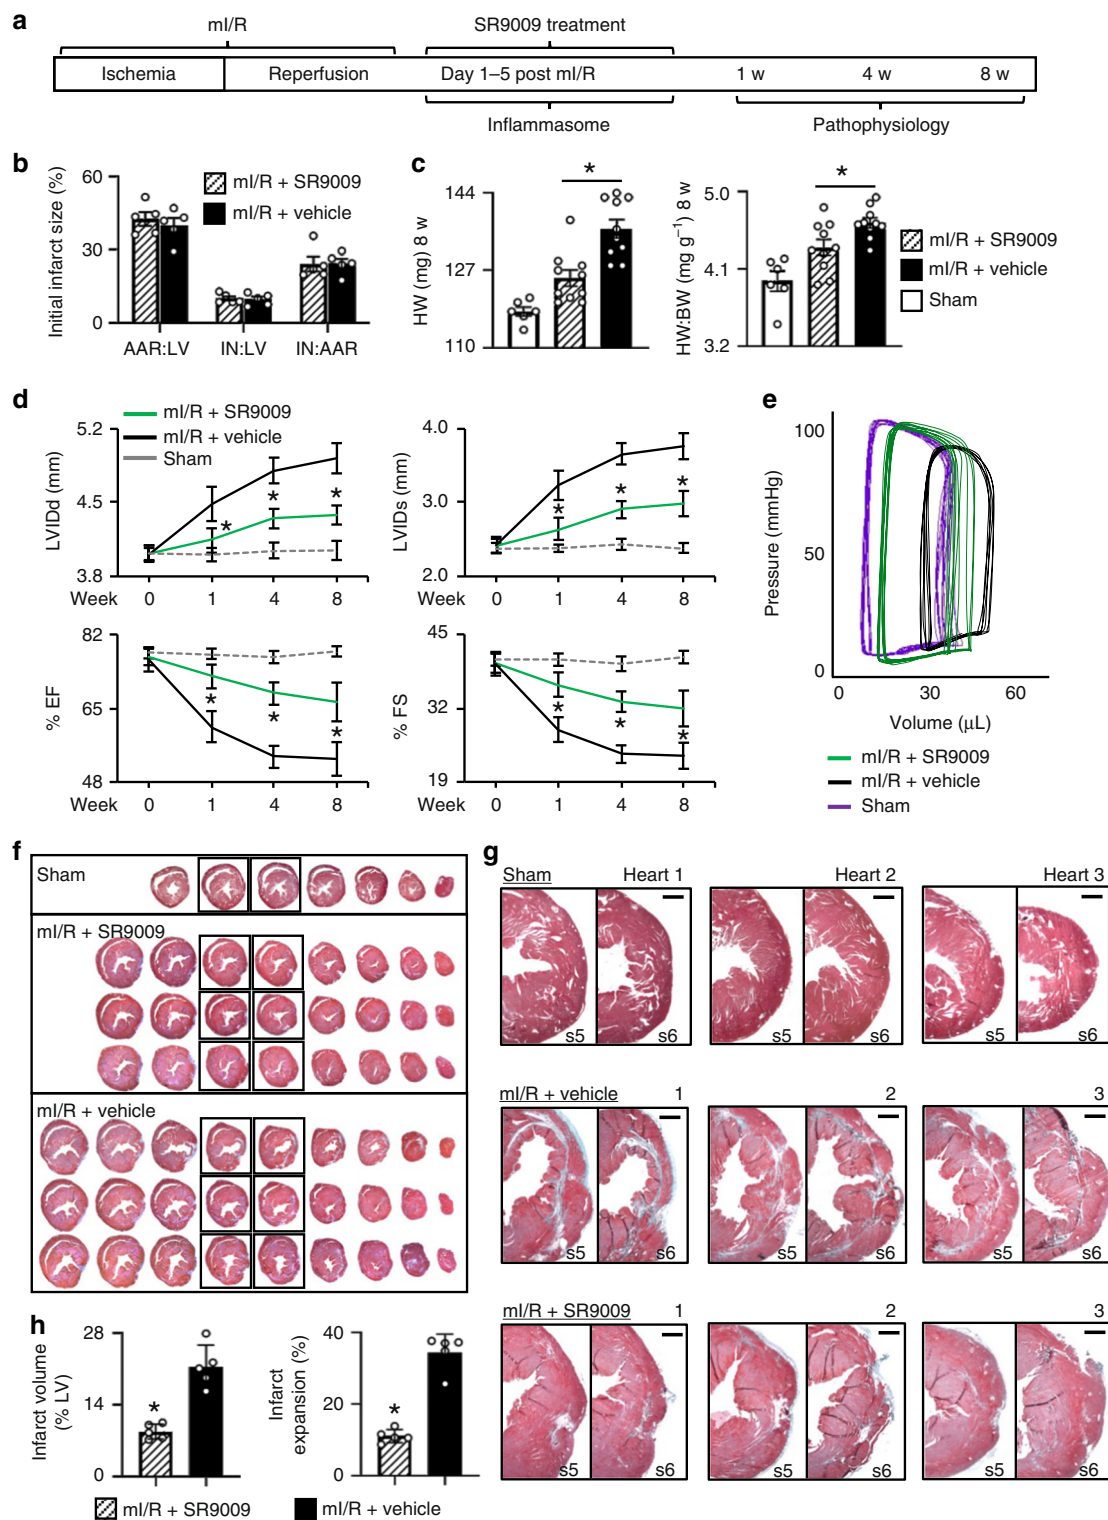 a
mI/R
SR9009 treatment
Ischemia
Reperfusion
Day 1–5 post mI/R
1 w
4 w
8 w
Inflammasome
Pathophysiology
b
Initial infarct size (%)
60
30
0
mI/R + SR9009
mI/R + vehicle
AAR:LV
IN:LV
IN:AAR
c
HW (mg) 8 w
144
127
110
*
HW:BW (mg g⁻¹) 8 w
5.0
4.1
3.2
*
mI/R + SR9009
mI/R + vehicle
Sham
d
mI/R + SR9009
mI/R + vehicle
Sham
LVIDd (mm)
5.2
4.5
3.8
*
*
*
Week
0
1
4
8
LVIDs (mm)
4.0
3.0
2.0
*
*
*
Week
0
1
4
8
% EF
82
65
48
*
*
*
Week
0
1
4
8
% FS
45
32
19
*
*
*
Week
0
1
4
8
e
Pressure (mmHg)
100
50
0
0
30
60
Volume (μL)
mI/R + SR9009
mI/R + vehicle
Sham
f
Sham
mI/R + SR9009
mI/R + vehicle
g
Sham
Heart 1
Heart 2
Heart 3
s5
s6
s5
s6
s5
s6
mI/R + vehicle
1
2
3
s5
s6
s5
s6
s5
s6
mI/R + SR9009
1
2
3
s5
s6
s5
s6
s5
s6
h
Infarct volume
(% LV)
28
14
0
*
Infarct
expansion (%)
40
20
0
*
mI/R + SR9009
mI/R + vehicle